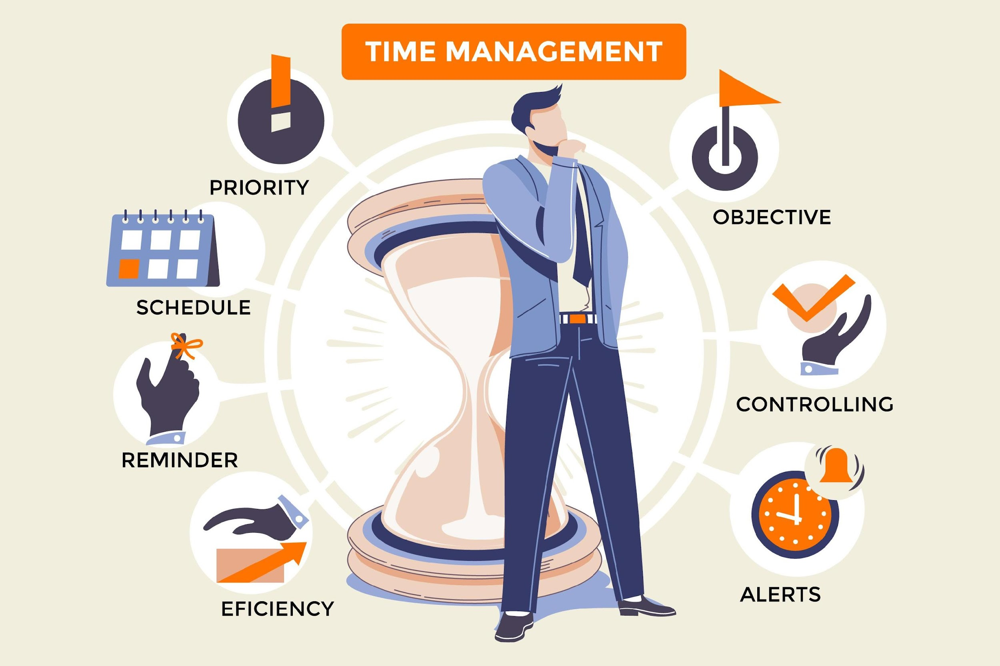 TIME MANAGEMENT
PRIORITY
SCHEDULE
REMINDER
EFICIENCY
OBJECTIVE
CONTROLLING
ALERTS